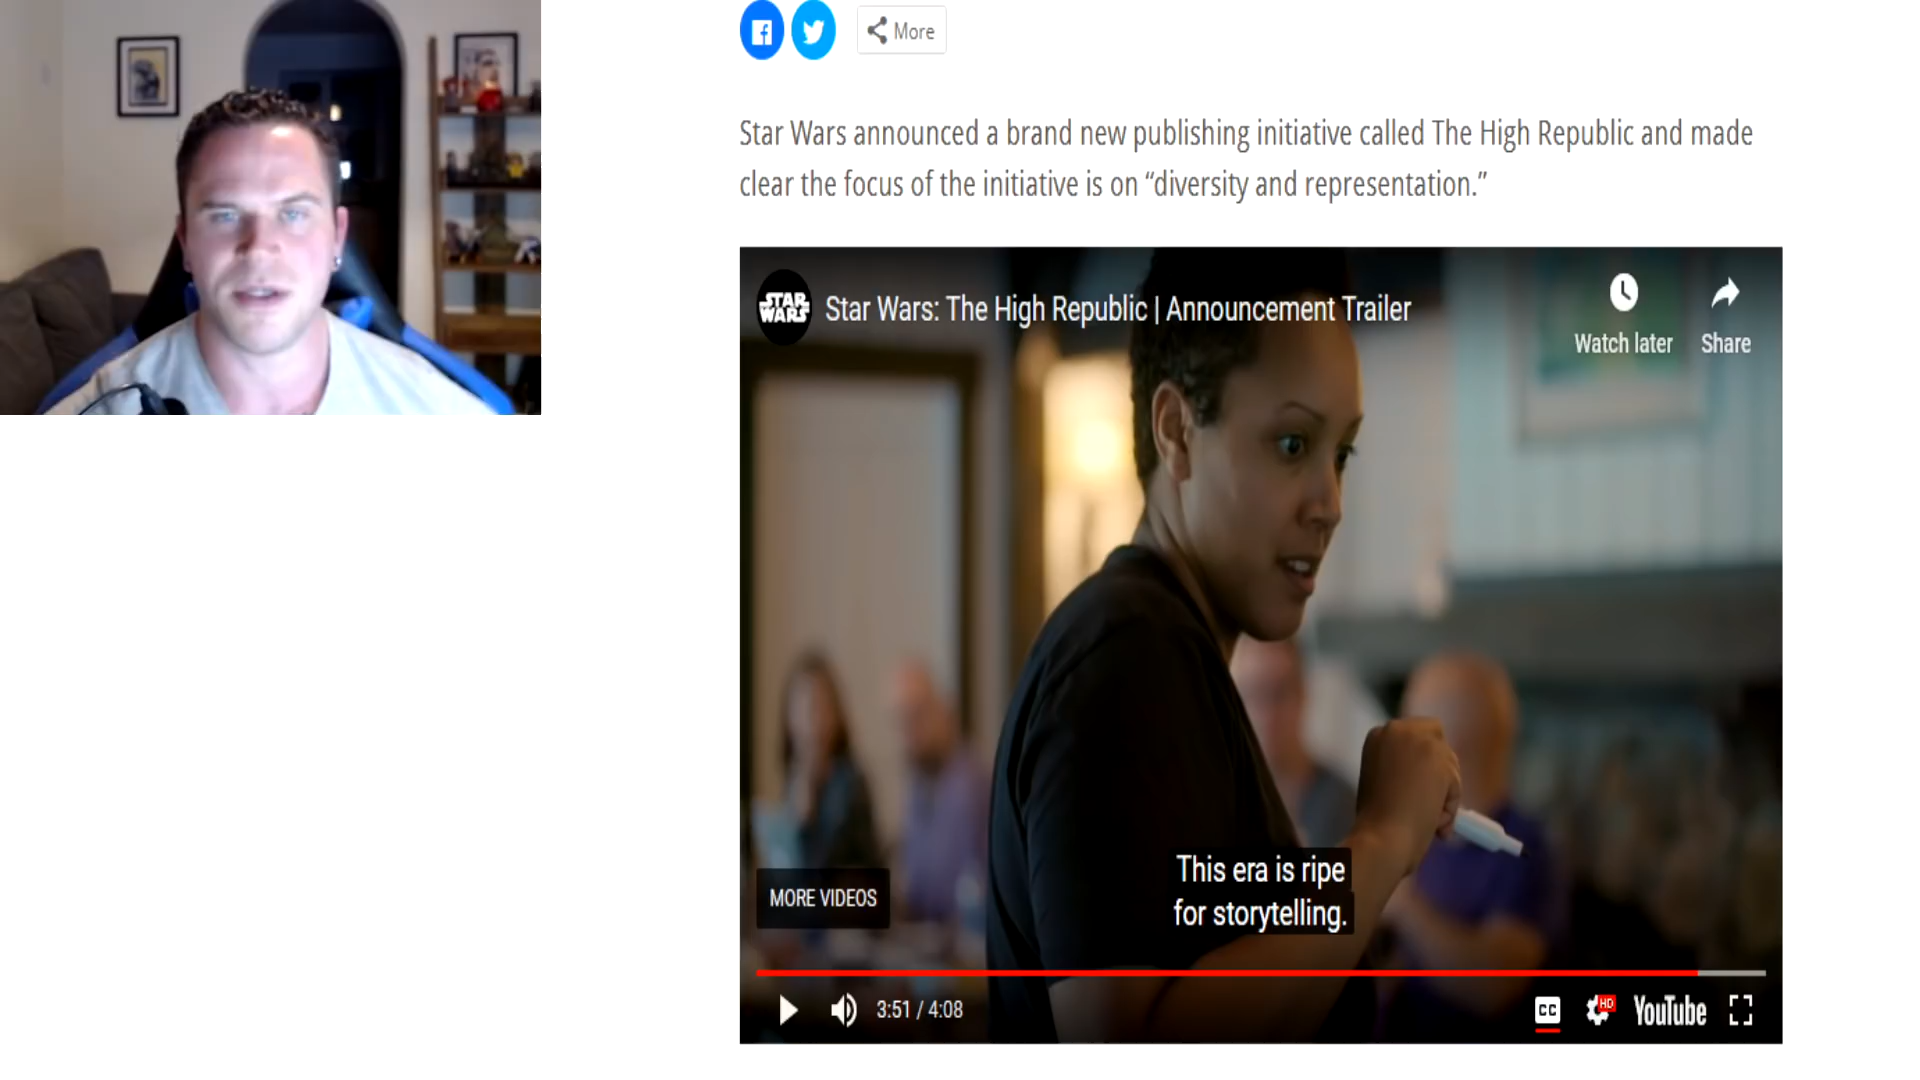 More
Star Wars announced a brand new publishing initiative called The High Republic and made
clear the focus of the initiative is on “diversity and representation.”
STAR
WARS
Star Wars: The High Republic | Announcement Trailer
Watch later
Share
This era is ripe
for storytelling.
MORE VIDEOS
3:51 / 4:08
CC
HD
YouTube